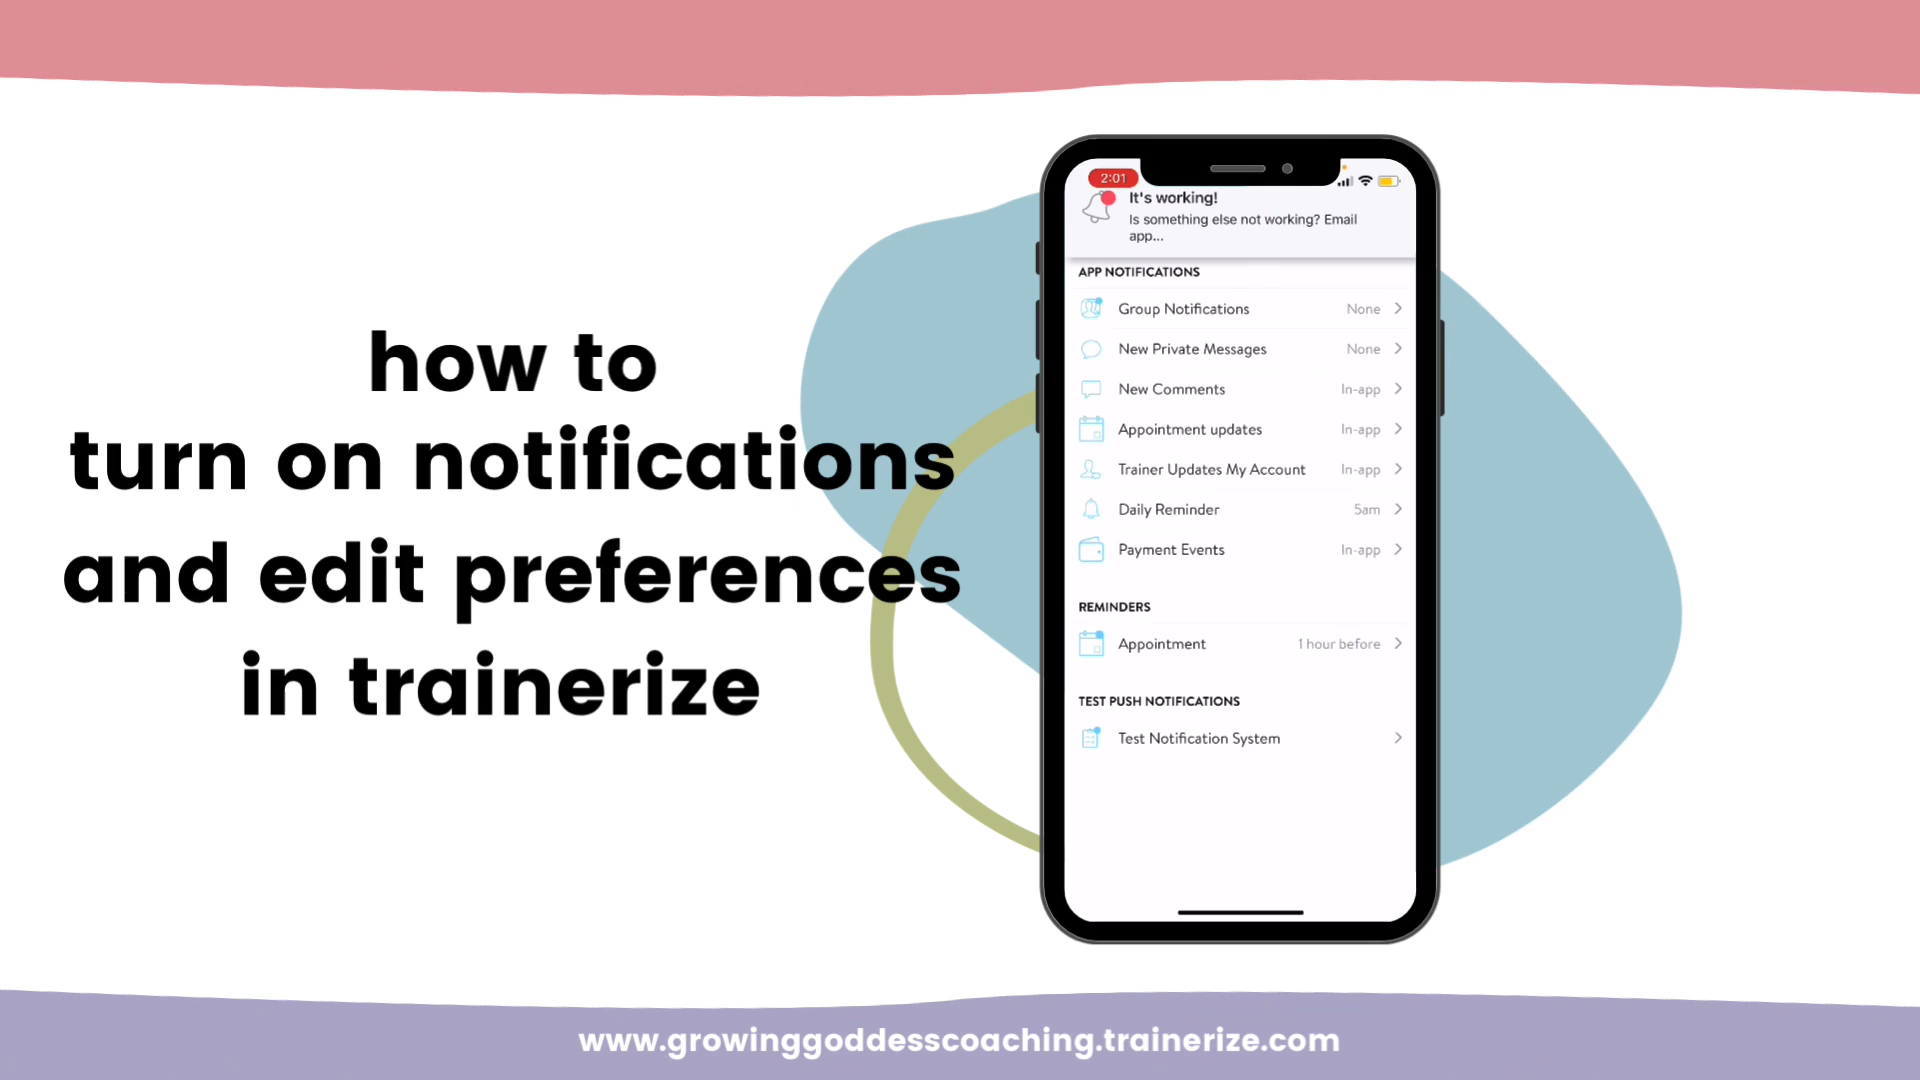 how to
turn on notifications
and edit preferences
in trainerize
2:01
It's working!
Is something else not working? Email
app...
APP NOTIFICATIONS
Group Notifications None
New Private Messages None
New Comments In-app
Appointment updates In-app
Trainer Updates My Account In-app
Daily Reminder 5am
Payment Events In-app
REMINDERS
Appointment 1 hour before
TEST PUSH NOTIFICATIONS
Test Notification System
www.growinggoddesscoaching.trainerize.com